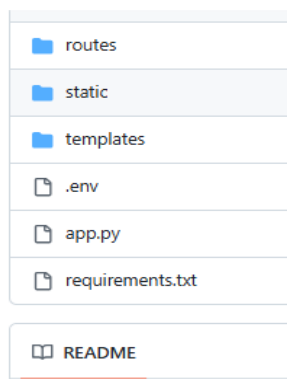 routes
static
templates
.env
app.py
requirements.txt
README